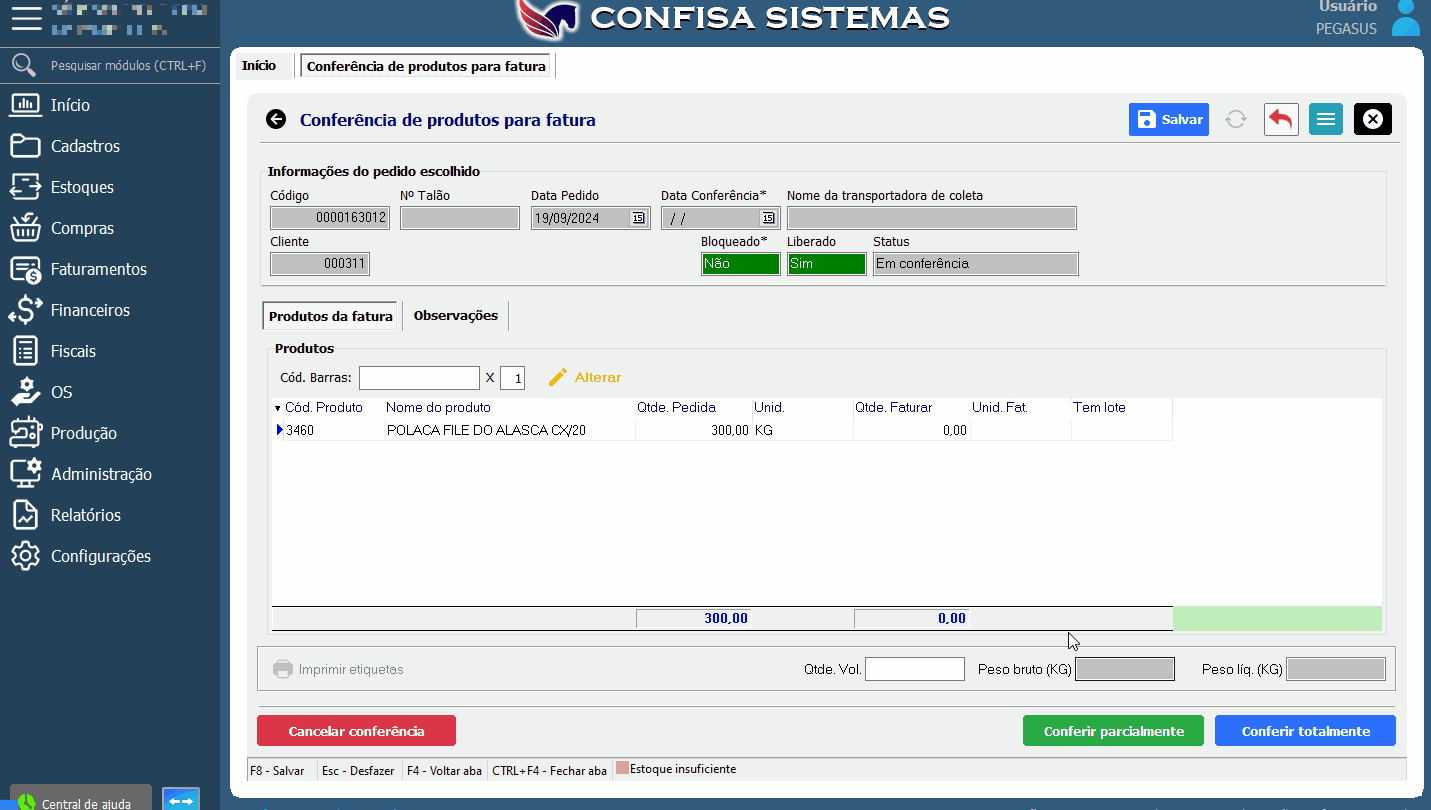 CONFISA SISTEMAS
Usuário
PEGASUS
Pesquisar módulos (CTRL+F)
Início
Cadastros
Estoques
Compras
Faturamentos
Financeiros
Fiscais
OS
Produção
Administração
Relatórios
Configurações
Central de ajuda
Início Conferência de produtos para fatura
Conferência de produtos para fatura Salvar
Informações do pedido escolhido
Código Nº Talão Data Pedido Data Conferência* Nome da transportadora de coleta
0000163012 19/09/2024 15 / / 15
Cliente Bloqueado* Liberado Status
000311 Não Sim Em conferência
Produtos da fatura Observações
Produtos
Cód. Barras: X 1 Alterar
Cód. Produto Nome do produto Qtde. Pedida Unid. Qtde. Faturar Unid. Fat. Tem lote
3460 POLACA FILE DO ALASCA CX/20 300,00 KG 0,00
300,00 0,00
Imprimir etiquetas Qtde. Vol. Peso bruto (KG) Peso líq. (KG)
Cancelar conferência Conferir parcialmente Conferir totalmente
F8 - Salvar Esc - Desfazer F4 - Voltar aba CTRL+F4 - Fechar aba Estoque insuficiente